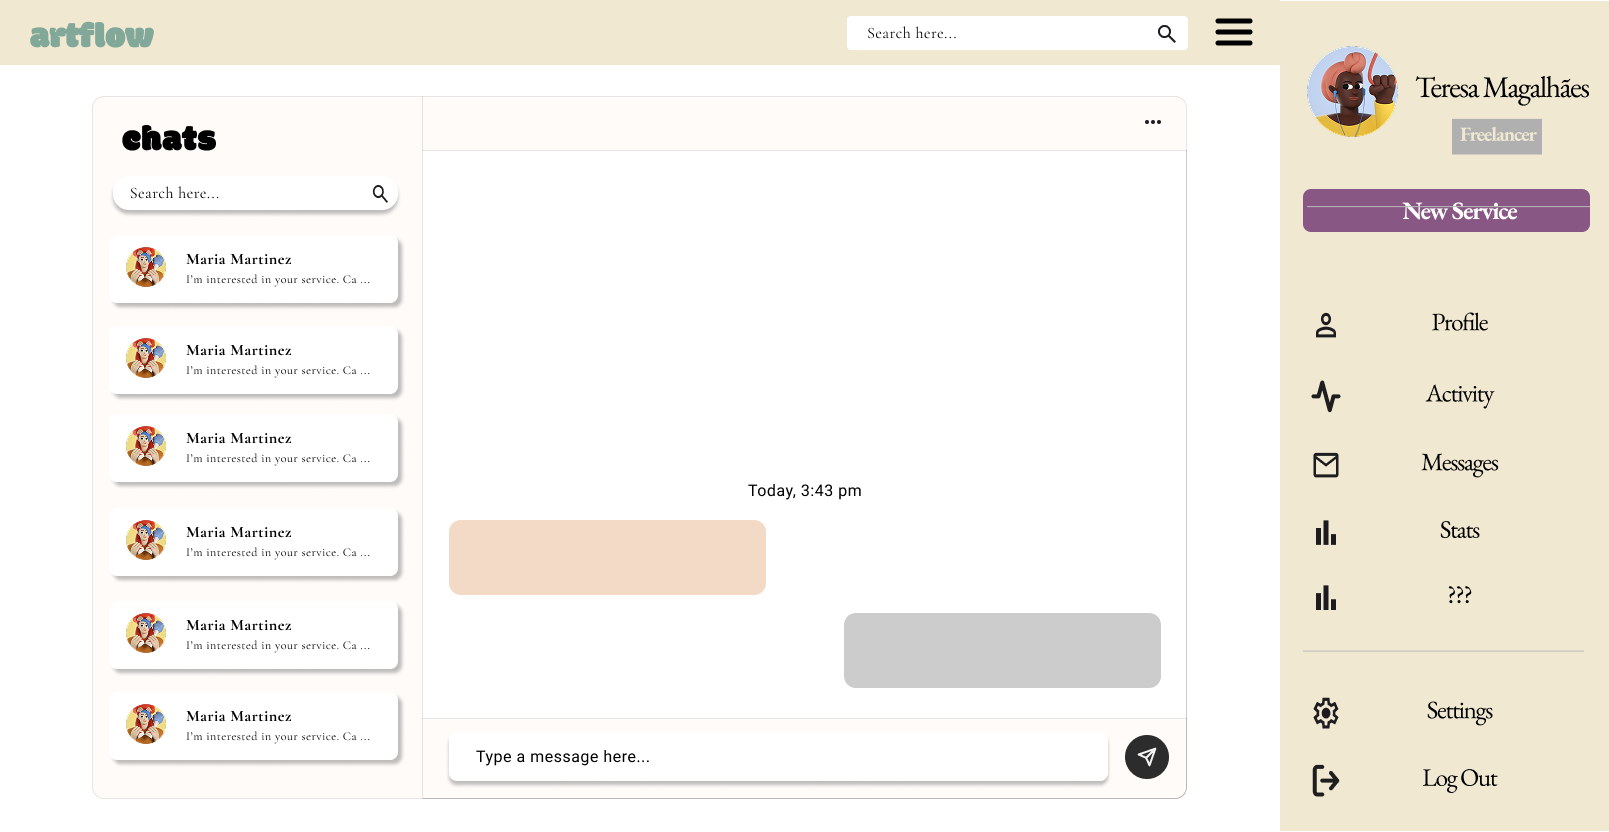 artflow
Search here...
chats
Search here...
Maria Martinez
I'm interested in your service. Ca ...
Maria Martinez
I'm interested in your service. Ca ...
Maria Martinez
I'm interested in your service. Ca ...
Maria Martinez
I'm interested in your service. Ca ...
Maria Martinez
I'm interested in your service. Ca ...
Maria Martinez
I'm interested in your service. Ca ...
Today, 3:43 pm
Type a message here...
Teresa Magalhães
Freelancer
New Service
Profile
Activity
Messages
Stats
???
Settings
Log Out